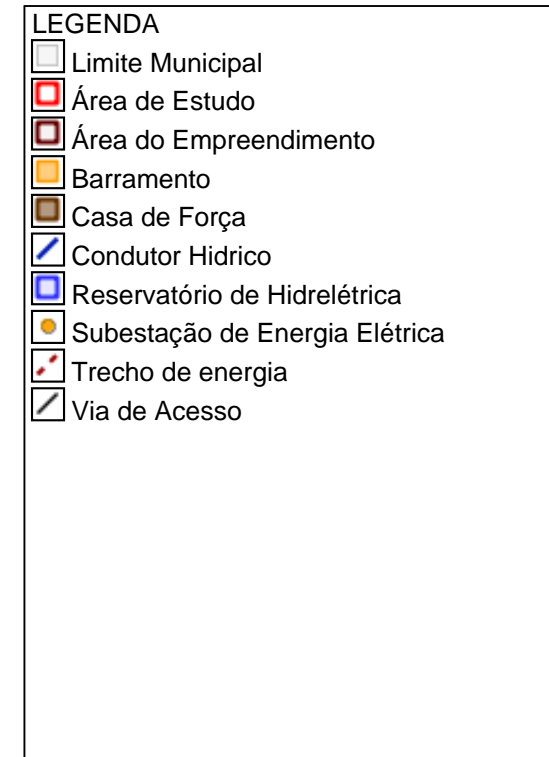 LEGENDA
Limite Municipal
Área de Estudo
Área do Empreendimento
Barramento
Casa de Força
Condutor Hidrico
Reservatório de Hidrelétrica
Subestação de Energia Elétrica
Trecho de energia
Via de Acesso